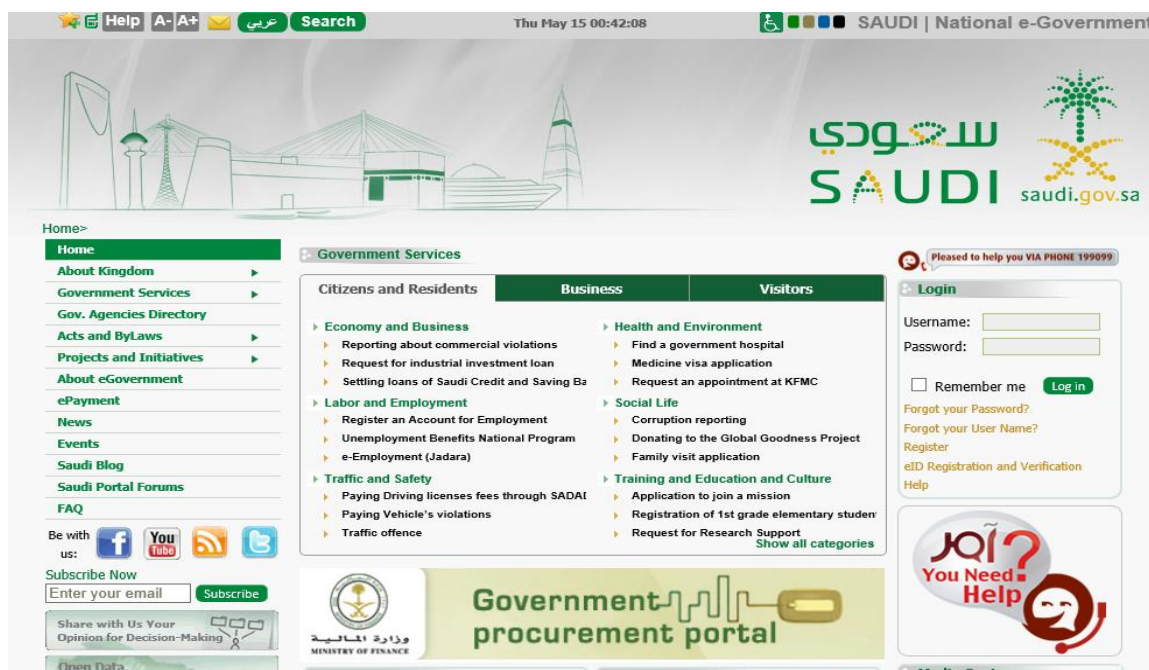 Help A- A+ عربي Search Thu May 15 00:42:08 SAUDI | National e-Government
سعودي
SAUDI
saudi.gov.sa
Home>
Home
About Kingdom
Government Services
Gov. Agencies Directory
Acts and ByLaws
Projects and Initiatives
About eGovernment
ePayment
News
Events
Saudi Blog
Saudi Portal Forums
FAQ
Be with us:
You Tube
Subscribe Now
Enter your email Subscribe
Share with Us Your
Opinion for Decision-Making
Open Data
Government Services
Citizens and Residents Business Visitors
Economy and Business
Reporting about commercial violations
Request for industrial investment loan
Settling loans of Saudi Credit and Saving Ba
Labor and Employment
Register an Account for Employment
Unemployment Benefits National Program
e-Employment (Jadara)
Traffic and Safety
Paying Driving licenses fees through SADAD
Paying Vehicle's violations
Traffic offence
Health and Environment
Find a government hospital
Medicine visa application
Request an appointment at KFMC
Social Life
Corruption reporting
Donating to the Global Goodness Project
Family visit application
Training and Education and Culture
Application to join a mission
Registration of 1st grade elementary studen
Request for Research Support
Show all categories
وزارة المالية
MINISTRY OF FINANCE
Government
procurement portal
Pleased to help you VIA PHONE 199099
Login
Username:
Password:
Remember me Log in
Forgot your Password?
Forgot your User Name?
Register
eID Registration and Verification
Help
آمر?
You Need
Help